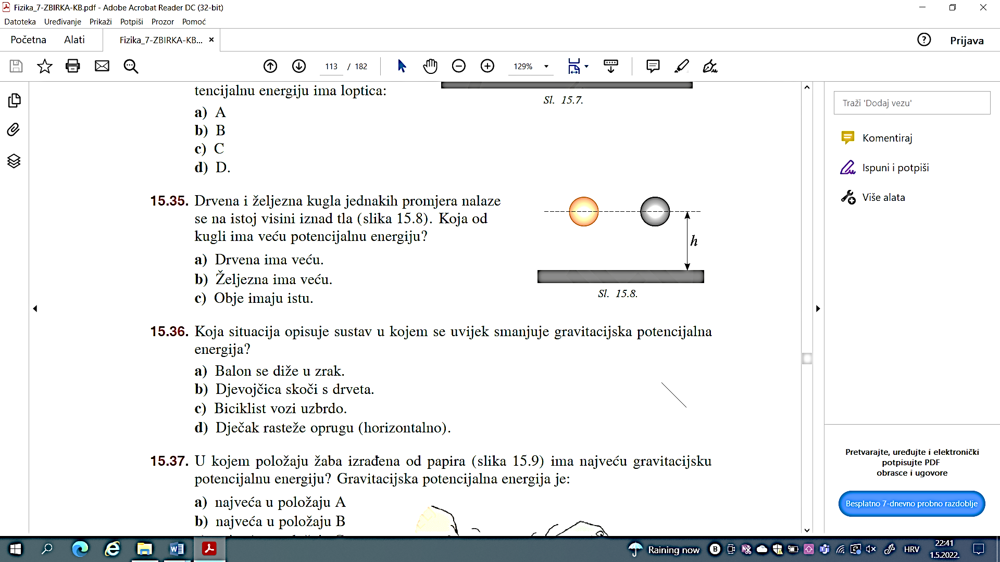 Fizika_7-ZBIRKA-KB.pdf - Adobe Acrobat Reader DC (32-bit)
Datoteka Uređivanje Prikaži Potpiši Prozor Pomoć
Početna Alati Fizika_7-ZBIRKA-KB... × ? Prijava
113 / 182 129%
tencijalnu energiju ima loptica:
Sl. 15.7.
a) A
b) B
c) C
d) D.
15.35. Drvena i željezna kugla jednakih promjera nalaze
se na istoj visini iznad tla (slika 15.8). Koja od
kugli ima veću potencijalnu energiju?
a) Drvena ima veću.
b) Željezna ima veću.
c) Obje imaju istu.
h
Sl. 15.8.
15.36. Koja situacija opisuje sustav u kojem se uvijek smanjuje gravitacijska potencijalna
energija?
a) Balon se diže u zrak.
b) Djevojčica skoči s drveta.
c) Biciklist vozi uzbrdo.
d) Dječak rasteže oprugu (horizontalno).
15.37. U kojem položaju žaba izrađena od papira (slika 15.9) ima najveću gravitacijsku
potencijalnu energiju? Gravitacijska potencijalna energija je:
a) najveća u položaju A
b) najveća u položaju B
Traži 'Dodaj vezu'
Komentiraj
Ispuni i potpiši
Više alata
Pretvarajte, uređujte i elektronički
potpisujte PDF
obrasce i ugovore
Besplatno 7-dnevno probno razdoblje
Raining now HRV 22:41
1.5.2022.